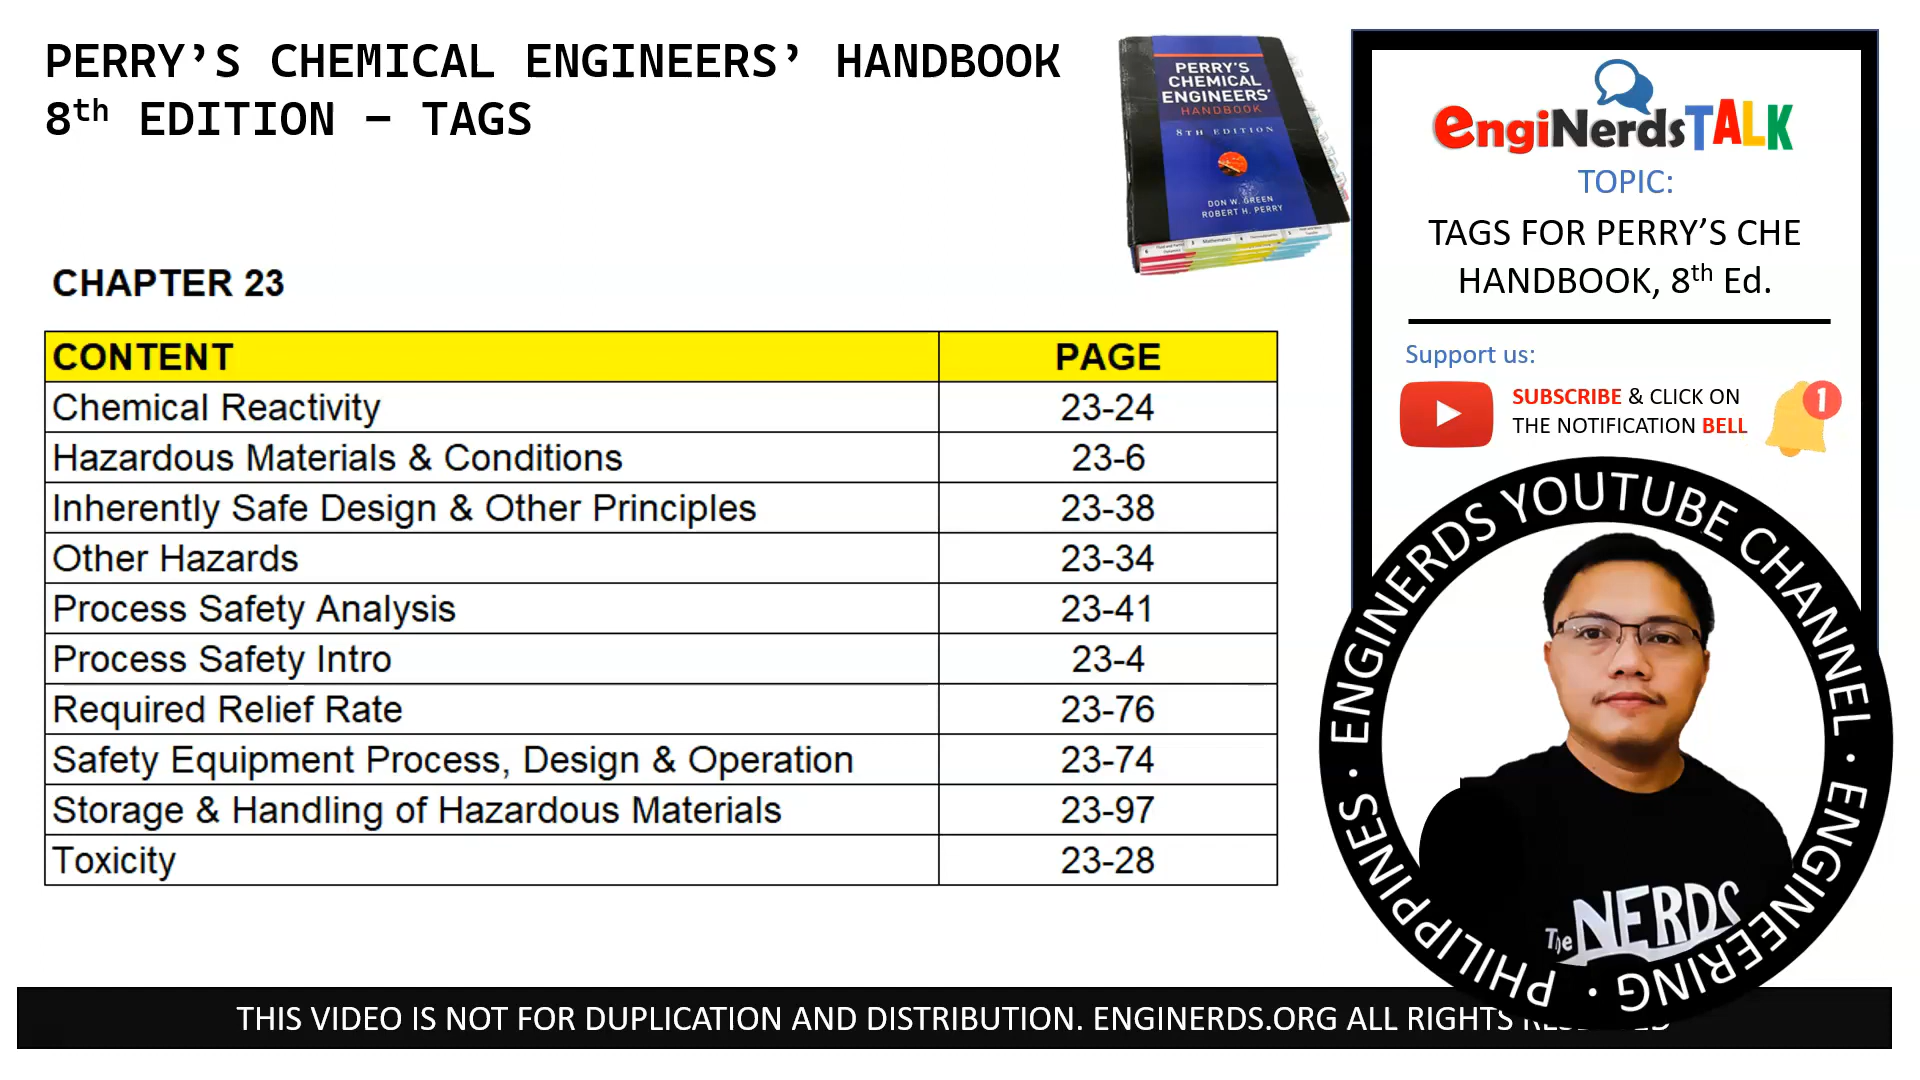 PERRY’S CHEMICAL ENGINEERS’ HANDBOOK
8th EDITION – TAGS
PERRY'S
CHEMICAL
ENGINEERS'
HANDBOOK
8TH EDITION
DON W. GREEN
ROBERT H. PERRY
Mathematics
CHAPTER 23
CONTENT PAGE
Chemical Reactivity 23-24
Hazardous Materials & Conditions 23-6
Inherently Safe Design & Other Principles 23-38
Other Hazards 23-34
Process Safety Analysis 23-41
Process Safety Intro 23-4
Required Relief Rate 23-76
Safety Equipment Process, Design & Operation 23-74
Storage & Handling of Hazardous Materials 23-97
Toxicity 23-28
engiNerdsTALK
TOPIC:
TAGS FOR PERRY’S CHE
HANDBOOK, 8th Ed.
Support us:
SUBSCRIBE & CLICK ON
THE NOTIFICATION BELL
1
ENGINERDS YOUTUBE CHANNEL · ENGINEERING · PHILIPPINES ·
The NERDS
THIS VIDEO IS NOT FOR DUPLICATION AND DISTRIBUTION. ENGINERDS.ORG ALL RIGHTS